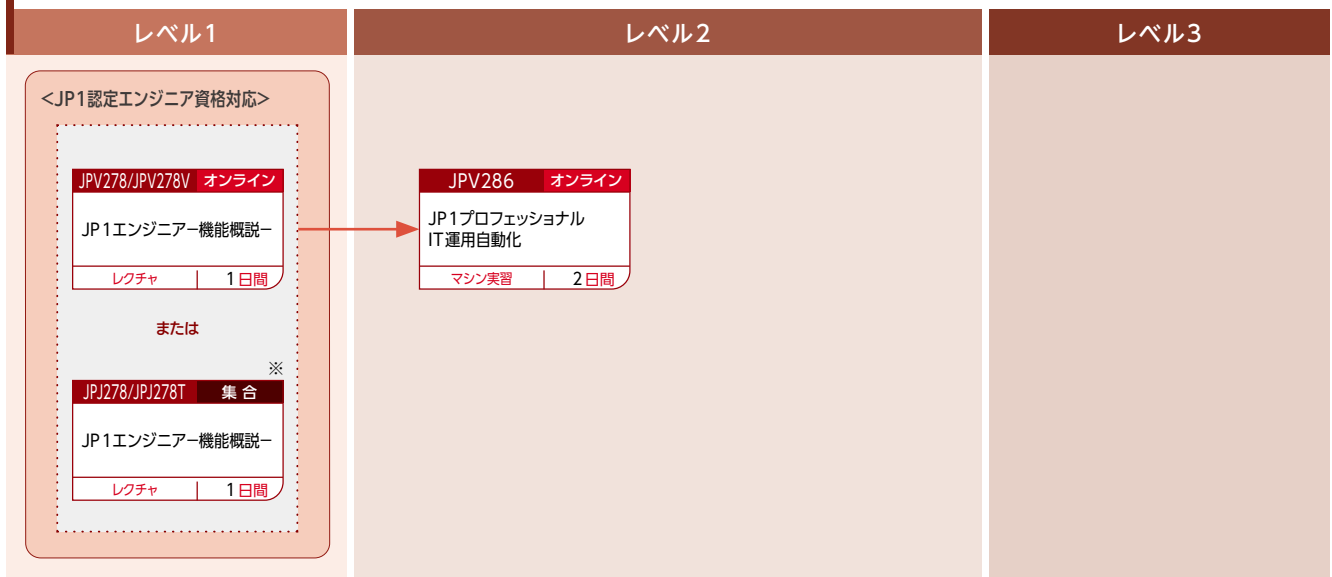 レベル1
レベル2
レベル3
<JP1認定エンジニア資格対応>
JPV278/JPV278V オンライン
JP1エンジニアー機能概説ー
レクチャ 1日間
または
※
JPJ278/JPJ278T 集合
JP1エンジニアー機能概説ー
レクチャ 1日間
JPV286 オンライン
JP1プロフェッショナル
IT運用自動化
マシン実習 2日間